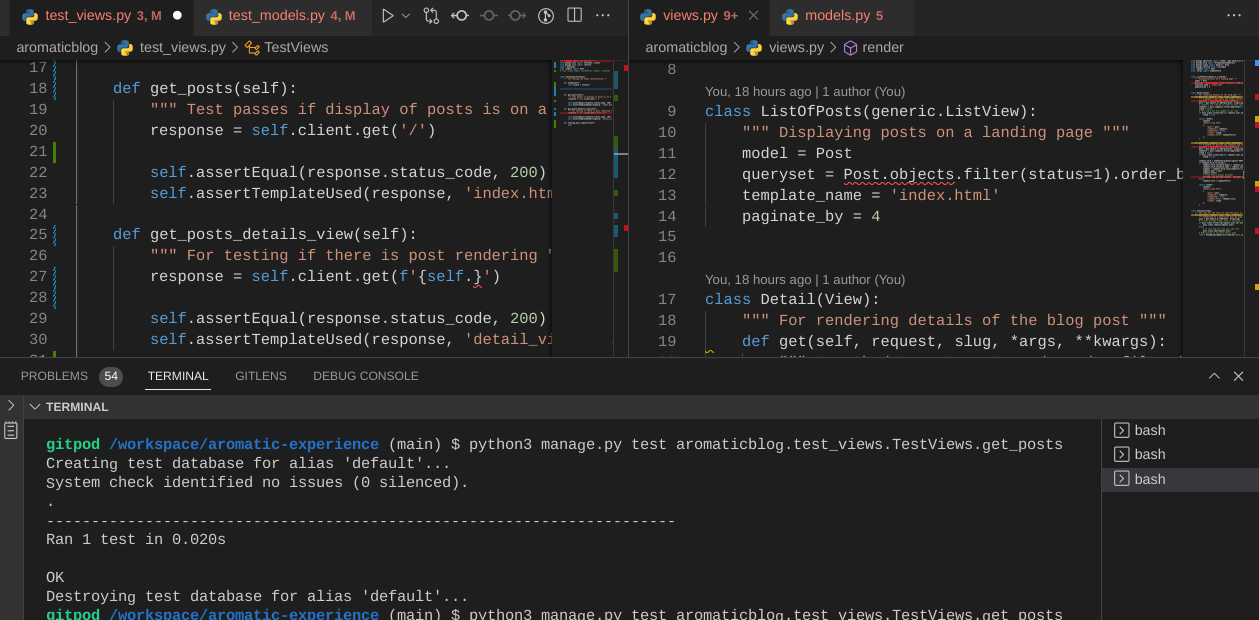 test_views.py 3, M
test_models.py 4, M
aromaticblog > test_views.py > TestViews
17
18 def get_posts(self):
19 """ Test passes if display of posts is on a
20 response = self.client.get('/')
21
22 self.assertEqual(response.status_code, 200)
23 self.assertTemplateUsed(response, 'index.htm
24
25 def get_posts_details_view(self):
26 """ For testing if there is post rendering
27 response = self.client.get(f'{self.}')
28
29 self.assertEqual(response.status_code, 200)
30 self.assertTemplateUsed(response, 'detail_vi
views.py 9+
models.py 5
aromaticblog > views.py > render
8
You, 18 hours ago | 1 author (You)
9 class ListOfPosts(generic.ListView):
10 """ Displaying posts on a landing page """
11 model = Post
12 queryset = Post.objects.filter(status=1).order_b
13 template_name = 'index.html'
14 paginate_by = 4
15
16
You, 18 hours ago | 1 author (You)
17 class Detail(View):
18 """ For rendering details of the blog post """
19 def get(self, request, slug, *args, **kwargs):
PROBLEMS 54 TERMINAL GITLENS DEBUG CONSOLE
TERMINAL
gitpod /workspace/aromatic-experience (main) $ python3 manage.py test aromaticblog.test_views.TestViews.get_posts
Creating test database for alias 'default'...
System check identified no issues (0 silenced).
.
----------------------------------------------------------------------
Ran 1 test in 0.020s
OK
Destroying test database for alias 'default'...
gitpod /workspace/aromatic-experience (main) $ python3 manage.py test aromaticblog.test_views.TestViews.get_posts
bash
bash
bash